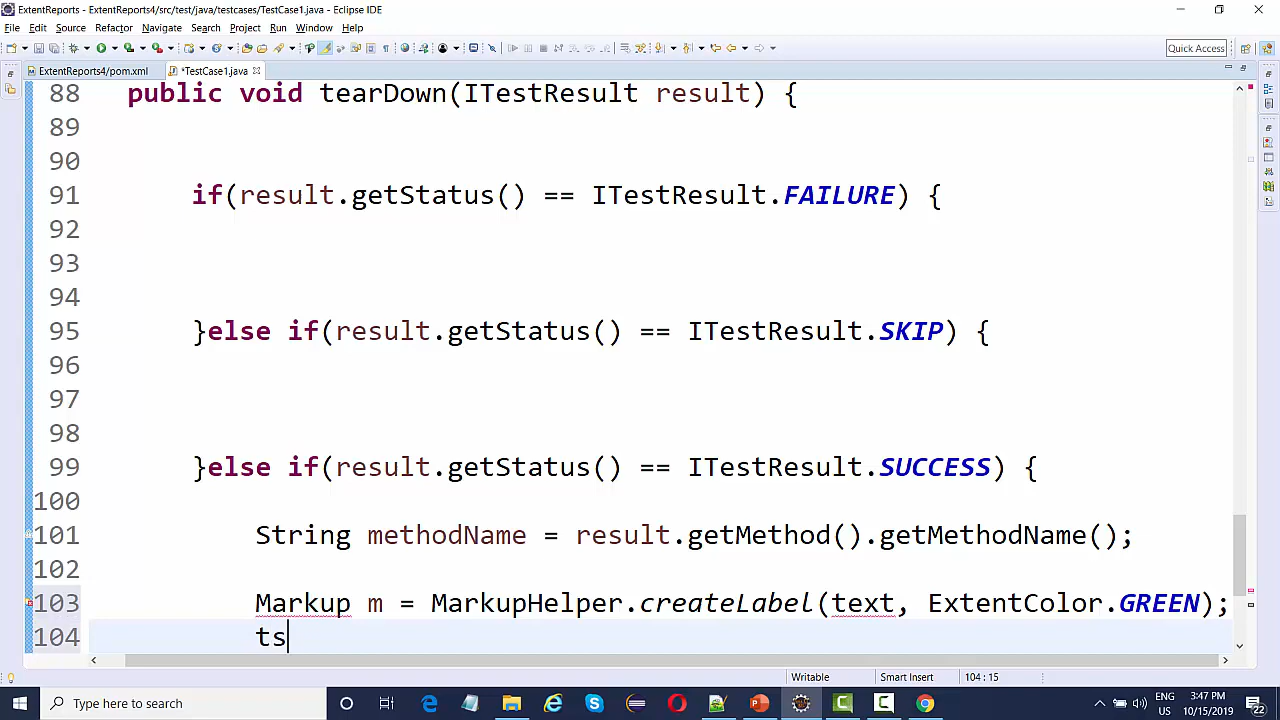 ExtentReports4/src/test/java/testcases/TestCase1.java - Eclipse IDE
File Edit Source Refactor Navigate Search Project Run Window Help
Quick Access
ExtentReports4/pom.xml *TestCase1.java
88 public void tearDown(ITestResult result) {
89
90
91 if(result.getStatus() == ITestResult.FAILURE) {
92
93
94
95 }else if(result.getStatus() == ITestResult.SKIP) {
96
97
98
99 }else if(result.getStatus() == ITestResult.SUCCESS) {
100
101 String methodName = result.getMethod().getMethodName();
102
103 Markup m = MarkupHelper.createLabel(text, ExtentColor.GREEN);
104 ts
Writable Smart Insert 104 : 15
Type here to search
ENG 3:47 PM
US 10/15/2019
22